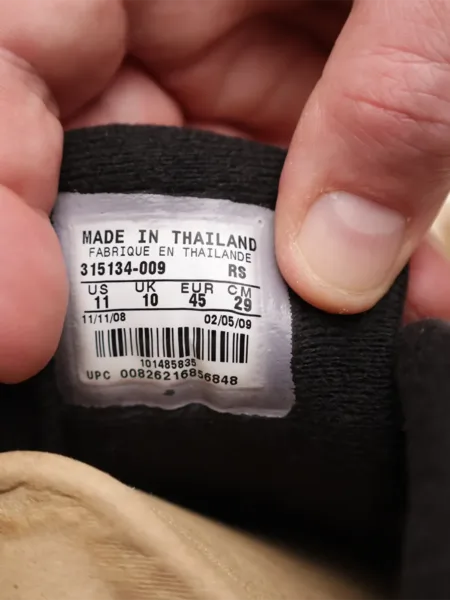 MADE IN THAILAND
FABRIQUE EN THAILANDE
315134-009 RS
US UK EUR CM
11 10 45 29
11/11/08 02/05/09
101485835
UPC 00826216856848